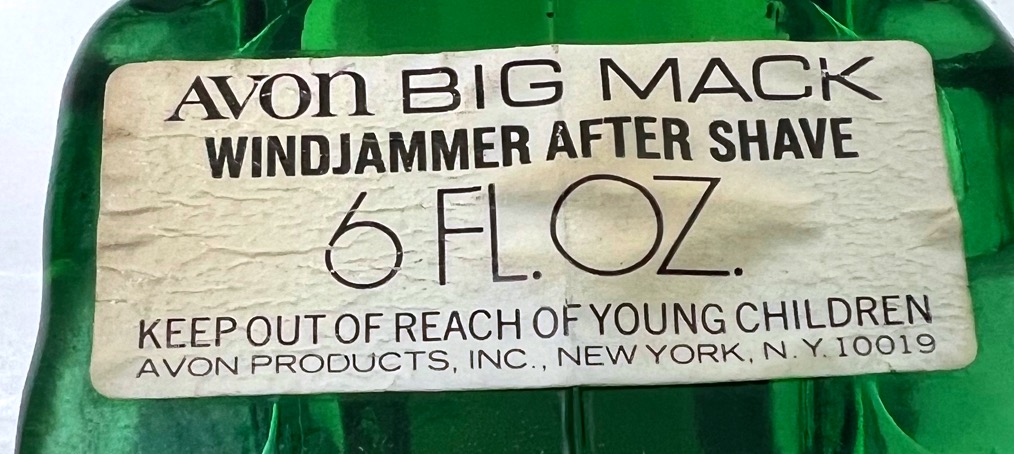 AVON BIG MACK
WINDJAMMER AFTER SHAVE
6 FL. OZ.
KEEP OUT OF REACH OF YOUNG CHILDREN
AVON PRODUCTS, INC., NEW YORK, N.Y. 10019